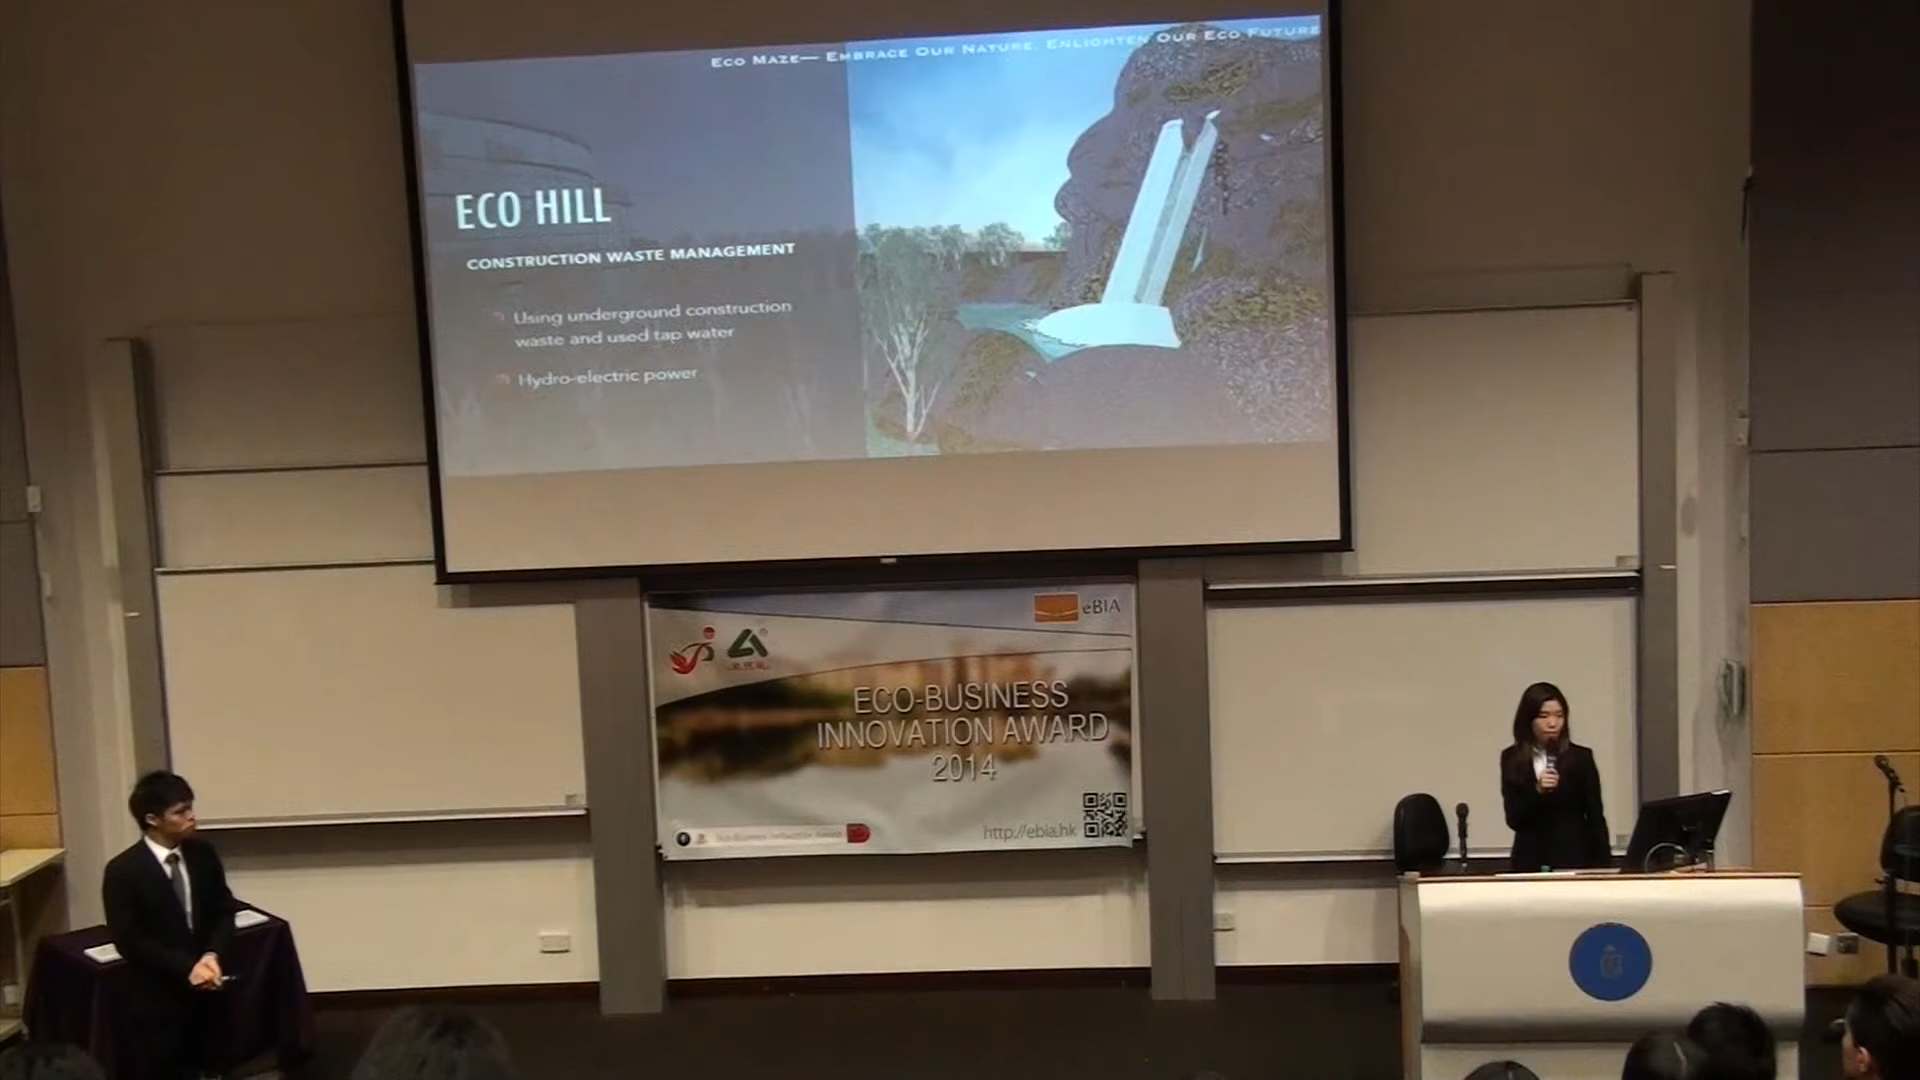 Eco Maze— Embrace Our Nature, Enlighten Our Eco Future
ECO HILL
CONSTRUCTION WASTE MANAGEMENT
Using underground construction
waste and used tap water
Hydro-electric power
eBIA
ECO-BUSINESS
INNOVATION AWARD
2014
http://ebia.hk